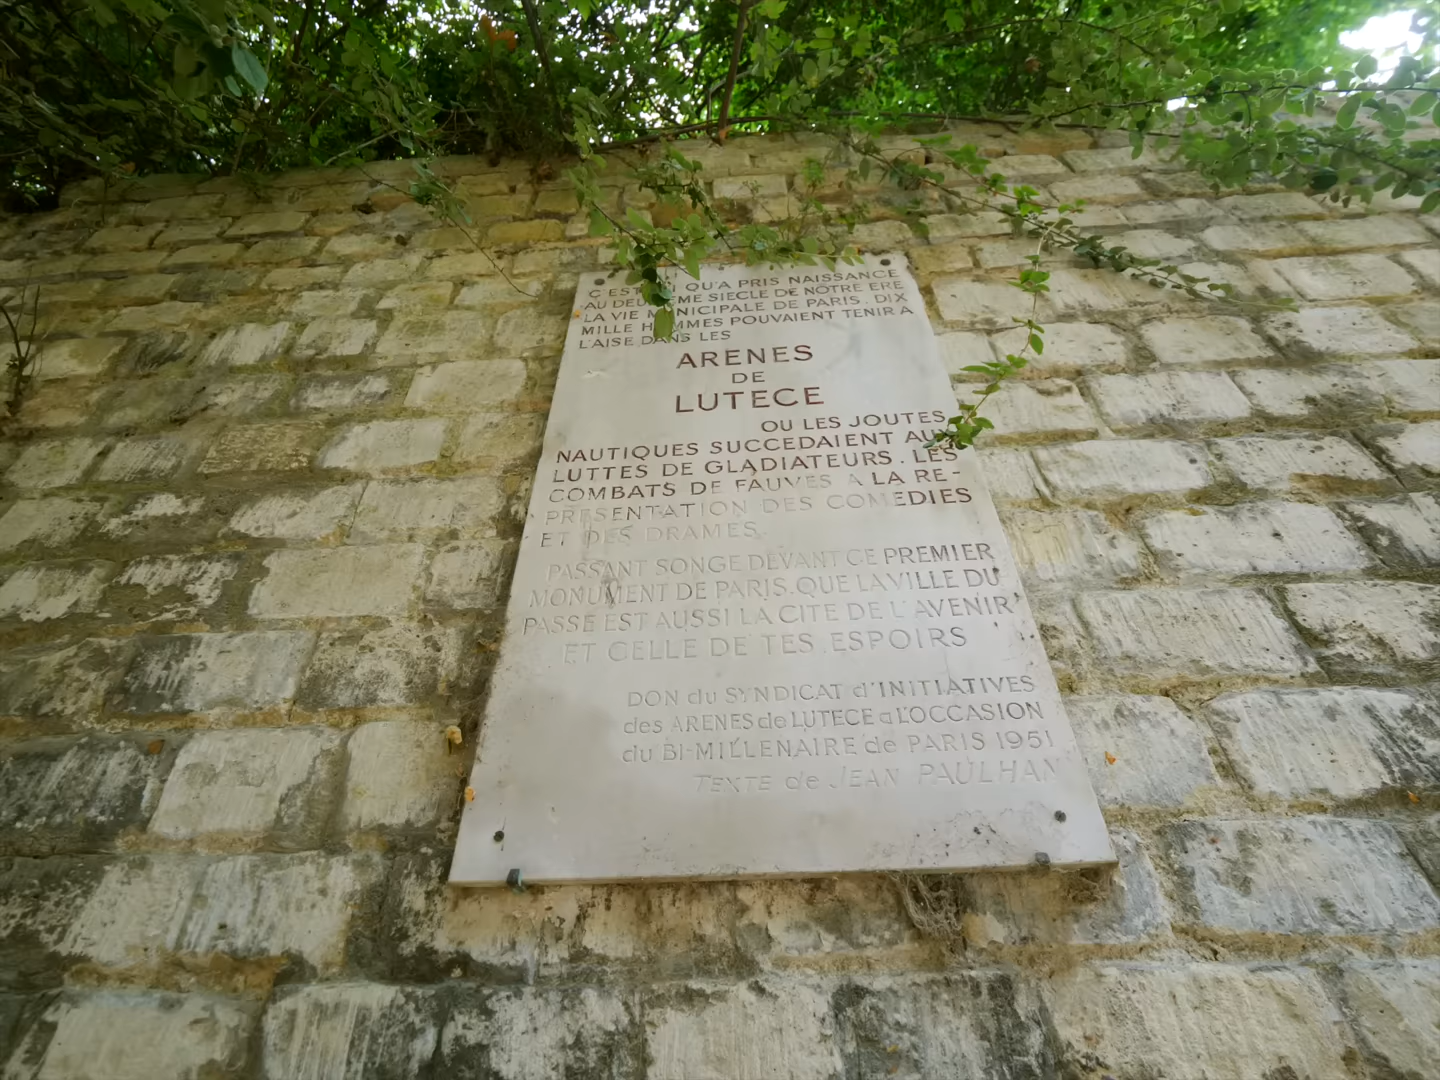 C'EST ICI QU'A PRIS NAISSANCE
AU DEUXIEME SIECLE DE NOTRE ERE
LA VIE MUNICIPALE DE PARIS. DIX
MILLE HOMMES POUVAIENT TENIR A
L'AISE DANS LES
ARENES
DE
LUTECE
OU LES JOUTES
NAUTIQUES SUCCEDAIENT AUX
LUTTES DE GLADIATEURS. LES
COMBATS DE FAUVES A LA RE-
PRESENTATION DES COMEDIES
ET DES DRAMES.
PASSANT SONGE DEVANT CE PREMIER
MONUMENT DE PARIS. QUE LA VILLE DU
PASSE EST AUSSI LA CITE DE L'AVENIR
ET CELLE DE TES ESPOIRS
DON du SYNDICAT d'INITIATIVES
des ARENES de LUTECE a L'OCCASION
du BI-MILLENAIRE de PARIS 1951
TEXTE de JEAN PAULHAN